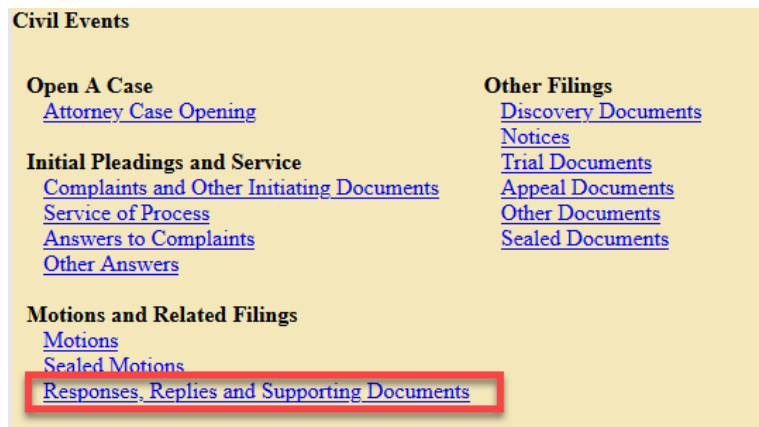 Civil Events
Open A Case
Attorney Case Opening
Initial Pleadings and Service
Complaints and Other Initiating Documents
Service of Process
Answers to Complaints
Other Answers
Motions and Related Filings
Motions
Sealed Motions
Responses, Replies and Supporting Documents
Other Filings
Discovery Documents
Notices
Trial Documents
Appeal Documents
Other Documents
Sealed Documents